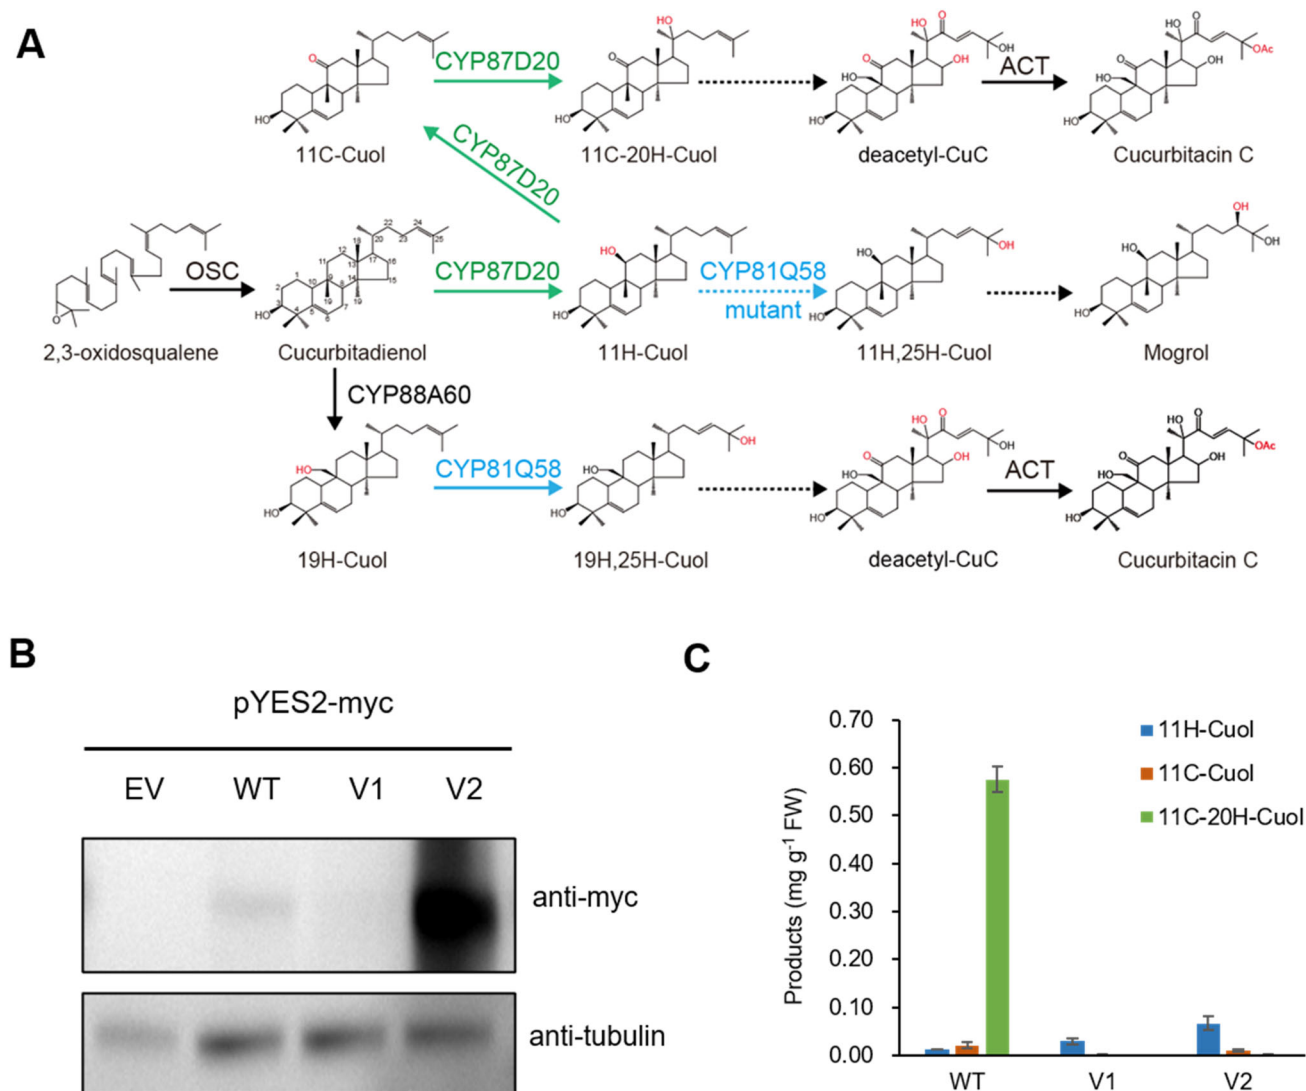 A
CYP87D20
ACT
11C-Cuol
11C-20H-Cuol
deacetyl-CuC
Cucurbitacin C
CYP87D20
OSC
CYP87D20
CYP81Q58
mutant
2,3-oxidosqualene
Cucurbitadienol
11H-Cuol
11H,25H-Cuol
Mogrol
CYP88A60
CYP81Q58
ACT
19H-Cuol
19H,25H-Cuol
deacetyl-CuC
Cucurbitacin C
B
pYES2-myc
EV WT V1 V2
anti-myc
anti-tubulin
C
Products (mg g⁻¹ FW)
0.70
0.60
0.50
0.40
0.30
0.20
0.10
0.00
11H-Cuol
11C-Cuol
11C-20H-Cuol
WT V1 V2